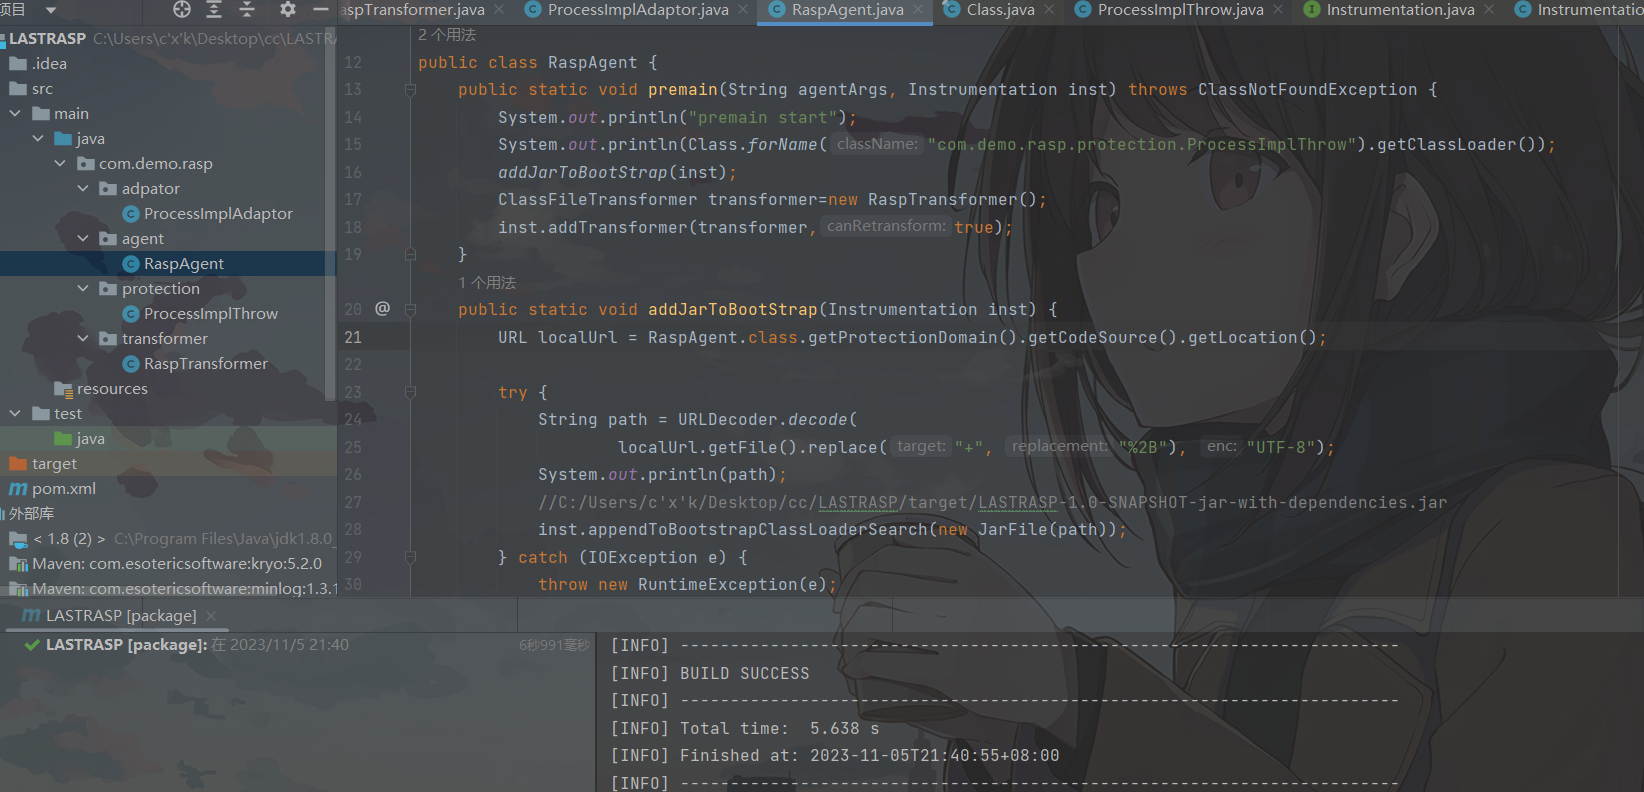 项目
aspTransformer.java
ProcessImplAdaptor.java
RaspAgent.java
Class.java
ProcessImplThrow.java
Instrumentation.java
Instrumentatio
LASTRASP C:\Users\c'x'k\Desktop\cc\LASTRA
.idea
src
main
java
com.demo.rasp
adpator
ProcessImplAdaptor
agent
RaspAgent
protection
ProcessImplThrow
transformer
RaspTransformer
resources
test
java
target
pom.xml
外部库
< 1.8 (2) > C:\Program Files\Java\jdk1.8.0_
Maven: com.esotericsoftware:kryo:5.2.0
Maven: com.esotericsoftware:minlog:1.3.1
2 个用法
12 public class RaspAgent {
13 public static void premain(String agentArgs, Instrumentation inst) throws ClassNotFoundException {
14 System.out.println("premain start");
15 System.out.println(Class.forName( className: "com.demo.rasp.protection.ProcessImplThrow").getClassLoader());
16 addJarToBootStrap(inst);
17 ClassFileTransformer transformer=new RaspTransformer();
18 inst.addTransformer(transformer, canRetransform: true);
19 }
1 个用法
20 @ public static void addJarToBootStrap(Instrumentation inst) {
21 URL localUrl = RaspAgent.class.getProtectionDomain().getCodeSource().getLocation();
22
23 try {
24 String path = URLDecoder.decode(
25 localUrl.getFile().replace( target: "+", replacement: "%2B"), enc: "UTF-8");
26 System.out.println(path);
27 //C:/Users/c'x'k/Desktop/cc/LASTRASP/target/LASTRASP-1.0-SNAPSHOT-jar-with-dependencies.jar
28 inst.appendToBootstrapClassLoaderSearch(new JarFile(path));
29 } catch (IOException e) {
30 throw new RuntimeException(e);
LASTRASP [package]
LASTRASP [package]: 在 2023/11/5 21:40 6秒991毫秒
[INFO] ------------------------------------------------------------------------
[INFO] BUILD SUCCESS
[INFO] ------------------------------------------------------------------------
[INFO] Total time:  5.638 s
[INFO] Finished at: 2023-11-05T21:40:55+08:00
[INFO] ------------------------------------------------------------------------